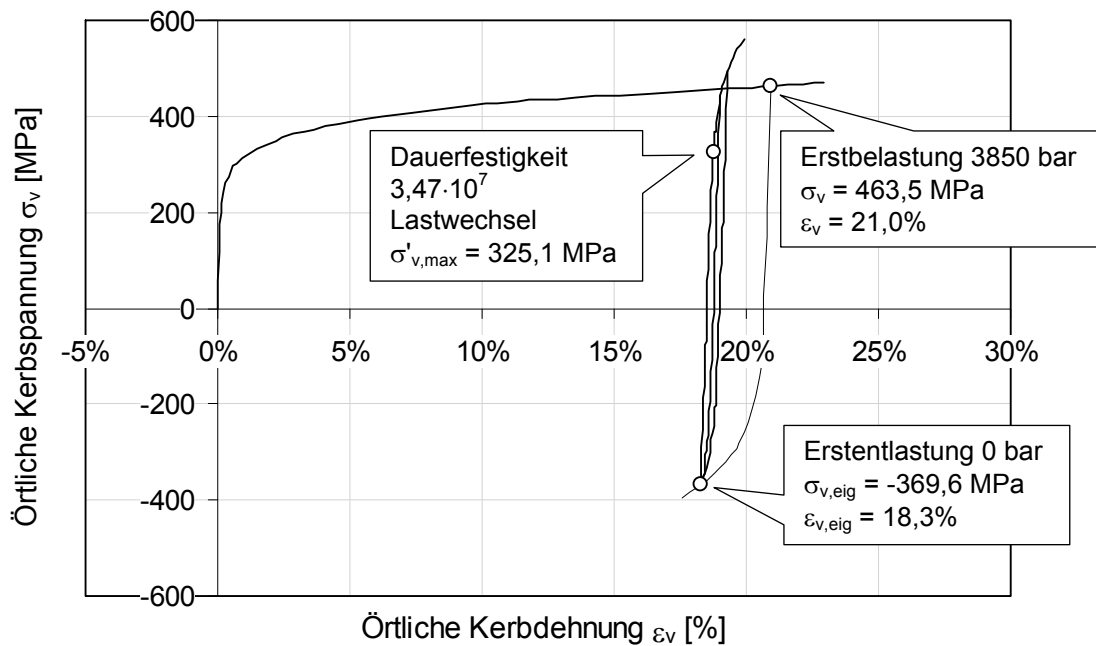 600
400
200
0
-200
-400
-600
-5%
0%
5%
10%
15%
20%
25%
30%
Örtliche Kerbspannung σv [MPa]
Örtliche Kerbdehnung εv [%]
Dauerfestigkeit
3,47·10⁷
Lastwechsel
σ'v,max = 325,1 MPa
Erstbelastung 3850 bar
σv = 463,5 MPa
εv = 21,0%
Erstentlastung 0 bar
σv,eig = -369,6 MPa
εv,eig = 18,3%